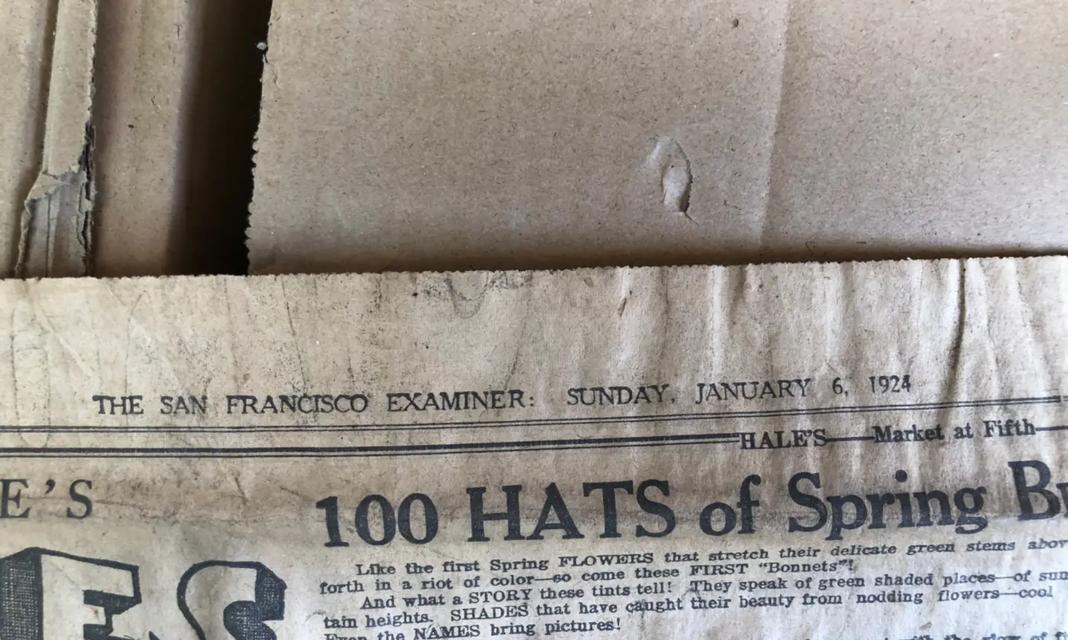 THE SAN FRANCISCO EXAMINER: SUNDAY, JANUARY 6, 1924
HALE'S—Market at Fifth—
E'S
100 HATS of Spring
ES
Like the first Spring FLOWERS that stretch their delicate green stems
forth in a riot of color—so come these FIRST "Bonnets"!
And what a STORY these tints tell! They speak of green shaded places—of
tain heights. SHADES that have caught their beauty from nodding flowers—cool
Even the NAMES bring pictures!